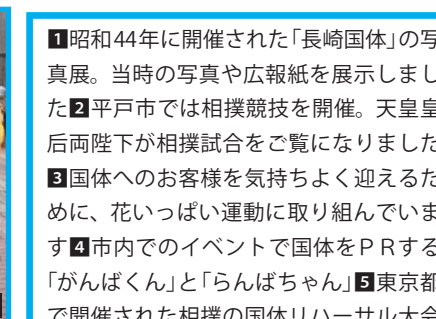 1昭和44年に開催された「長崎国体」の写
真展。当時の写真や広報紙を展示しまし
た2平戸市では相撲競技を開催。天皇皇
后両陛下が相撲試合をご覧になりました
3国体へのお客様を気持ちよく迎えるた
めに、花いっぱい運動に取り組んでいま
す4市内でのイベントで国体をＰＲする
「がんばくん」と「らんばちゃん」5東京都
で開催された相撲の国体リハーサル大会